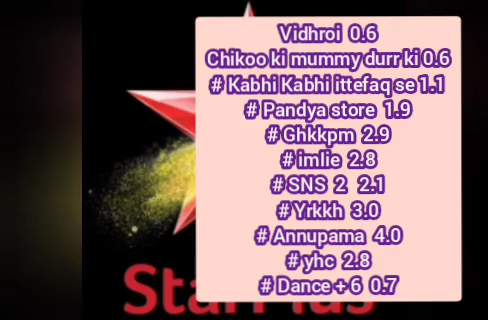 Vidhroi 0.6
Chikoo ki mummy durr ki 0.6
# Kabhi Kabhi ittefaq se 1.1
# Pandya store 1.9
# Ghkkpm 2.9
# imlie 2.8
# SNS 2 2.1
# Yrkkh 3.0
# Annupama 4.0
# yhc 2.8
# Dance + 6 0.7